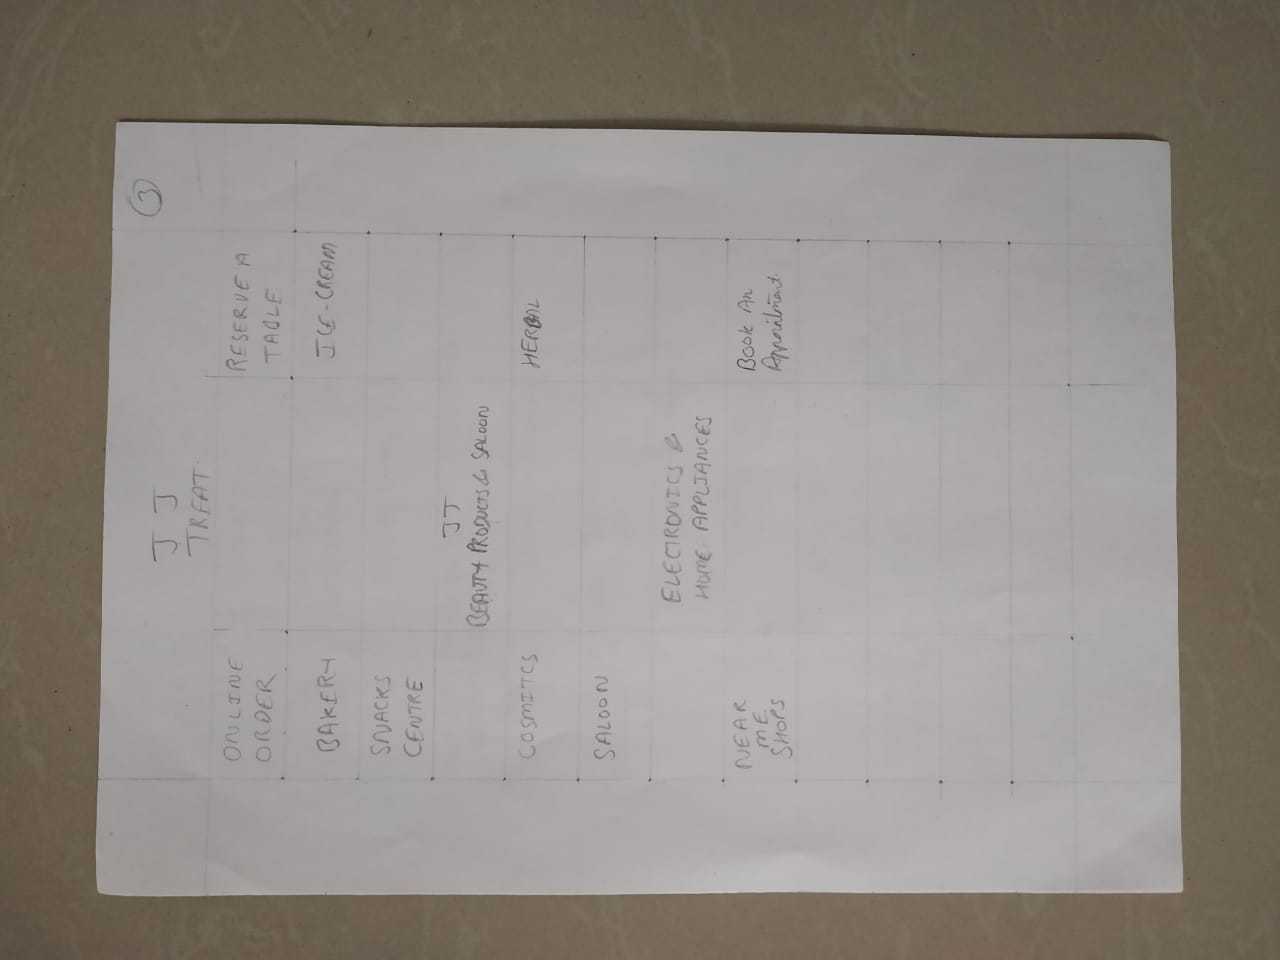 3
J J
TREAT.
ONLINE
ORDER
RESERVE A
TABLE
BAKERY
ICE-CREAM
SNACKS
CENTRE
JJ
BEAUTY PRODUCTS & SALOON
COSMITCS
HERBAL
SALOON
ELECTRONICS &
HOME APPLIANCES
NEAR
ME
SHOPS
Book An
Appointment